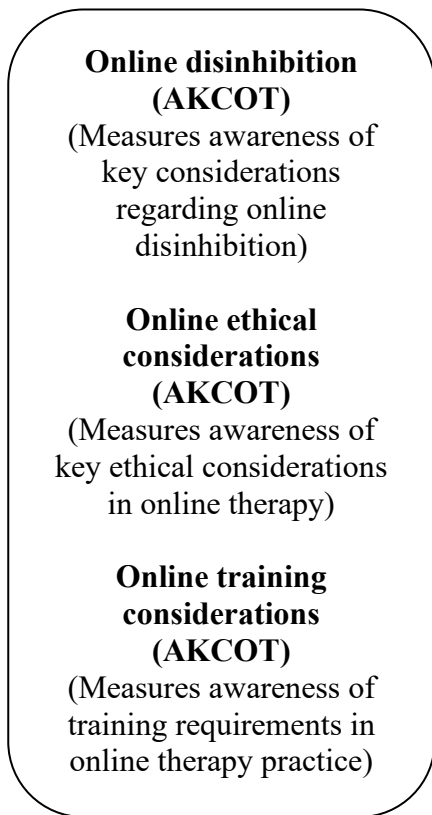 Online disinhibition
(AKCOT)
(Measures awareness of
key considerations
regarding online
disinhibition)
Online ethical
considerations
(AKCOT)
(Measures awareness of
key ethical considerations
in online therapy)
Online training
considerations
(AKCOT)
(Measures awareness of
training requirements in
online therapy practice)